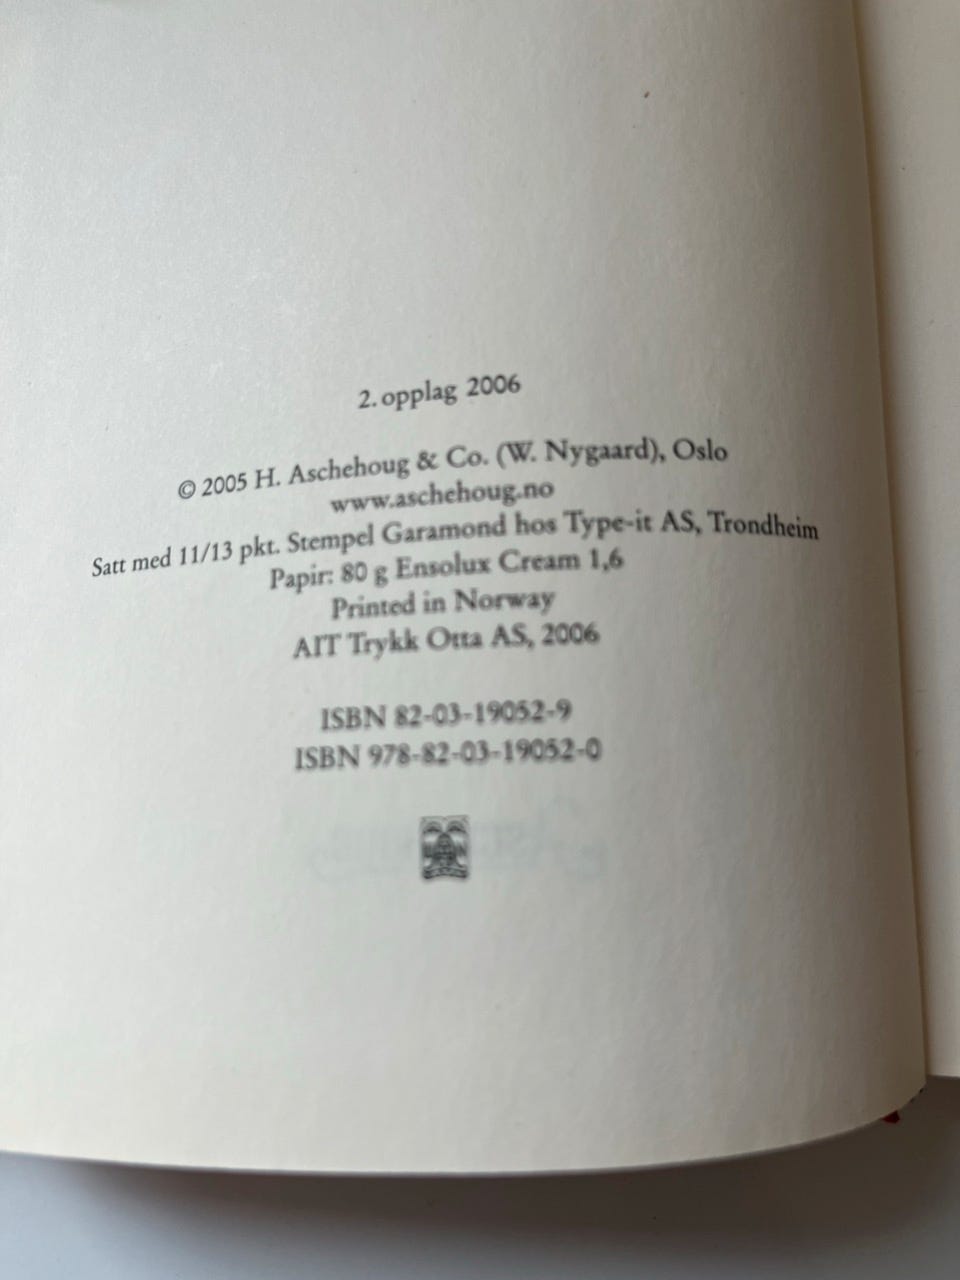 2. opplag 2006
© 2005 H. Aschehoug & Co. (W. Nygaard), Oslo
www.aschehoug.no
Satt med 11/13 pkt. Stempel Garamond hos Type-it AS, Trondheim
Papir: 80 g Ensolux Cream 1,6
Printed in Norway
AIT Trykk Otta AS, 2006
ISBN 82-03-19052-9
ISBN 978-82-03-19052-0